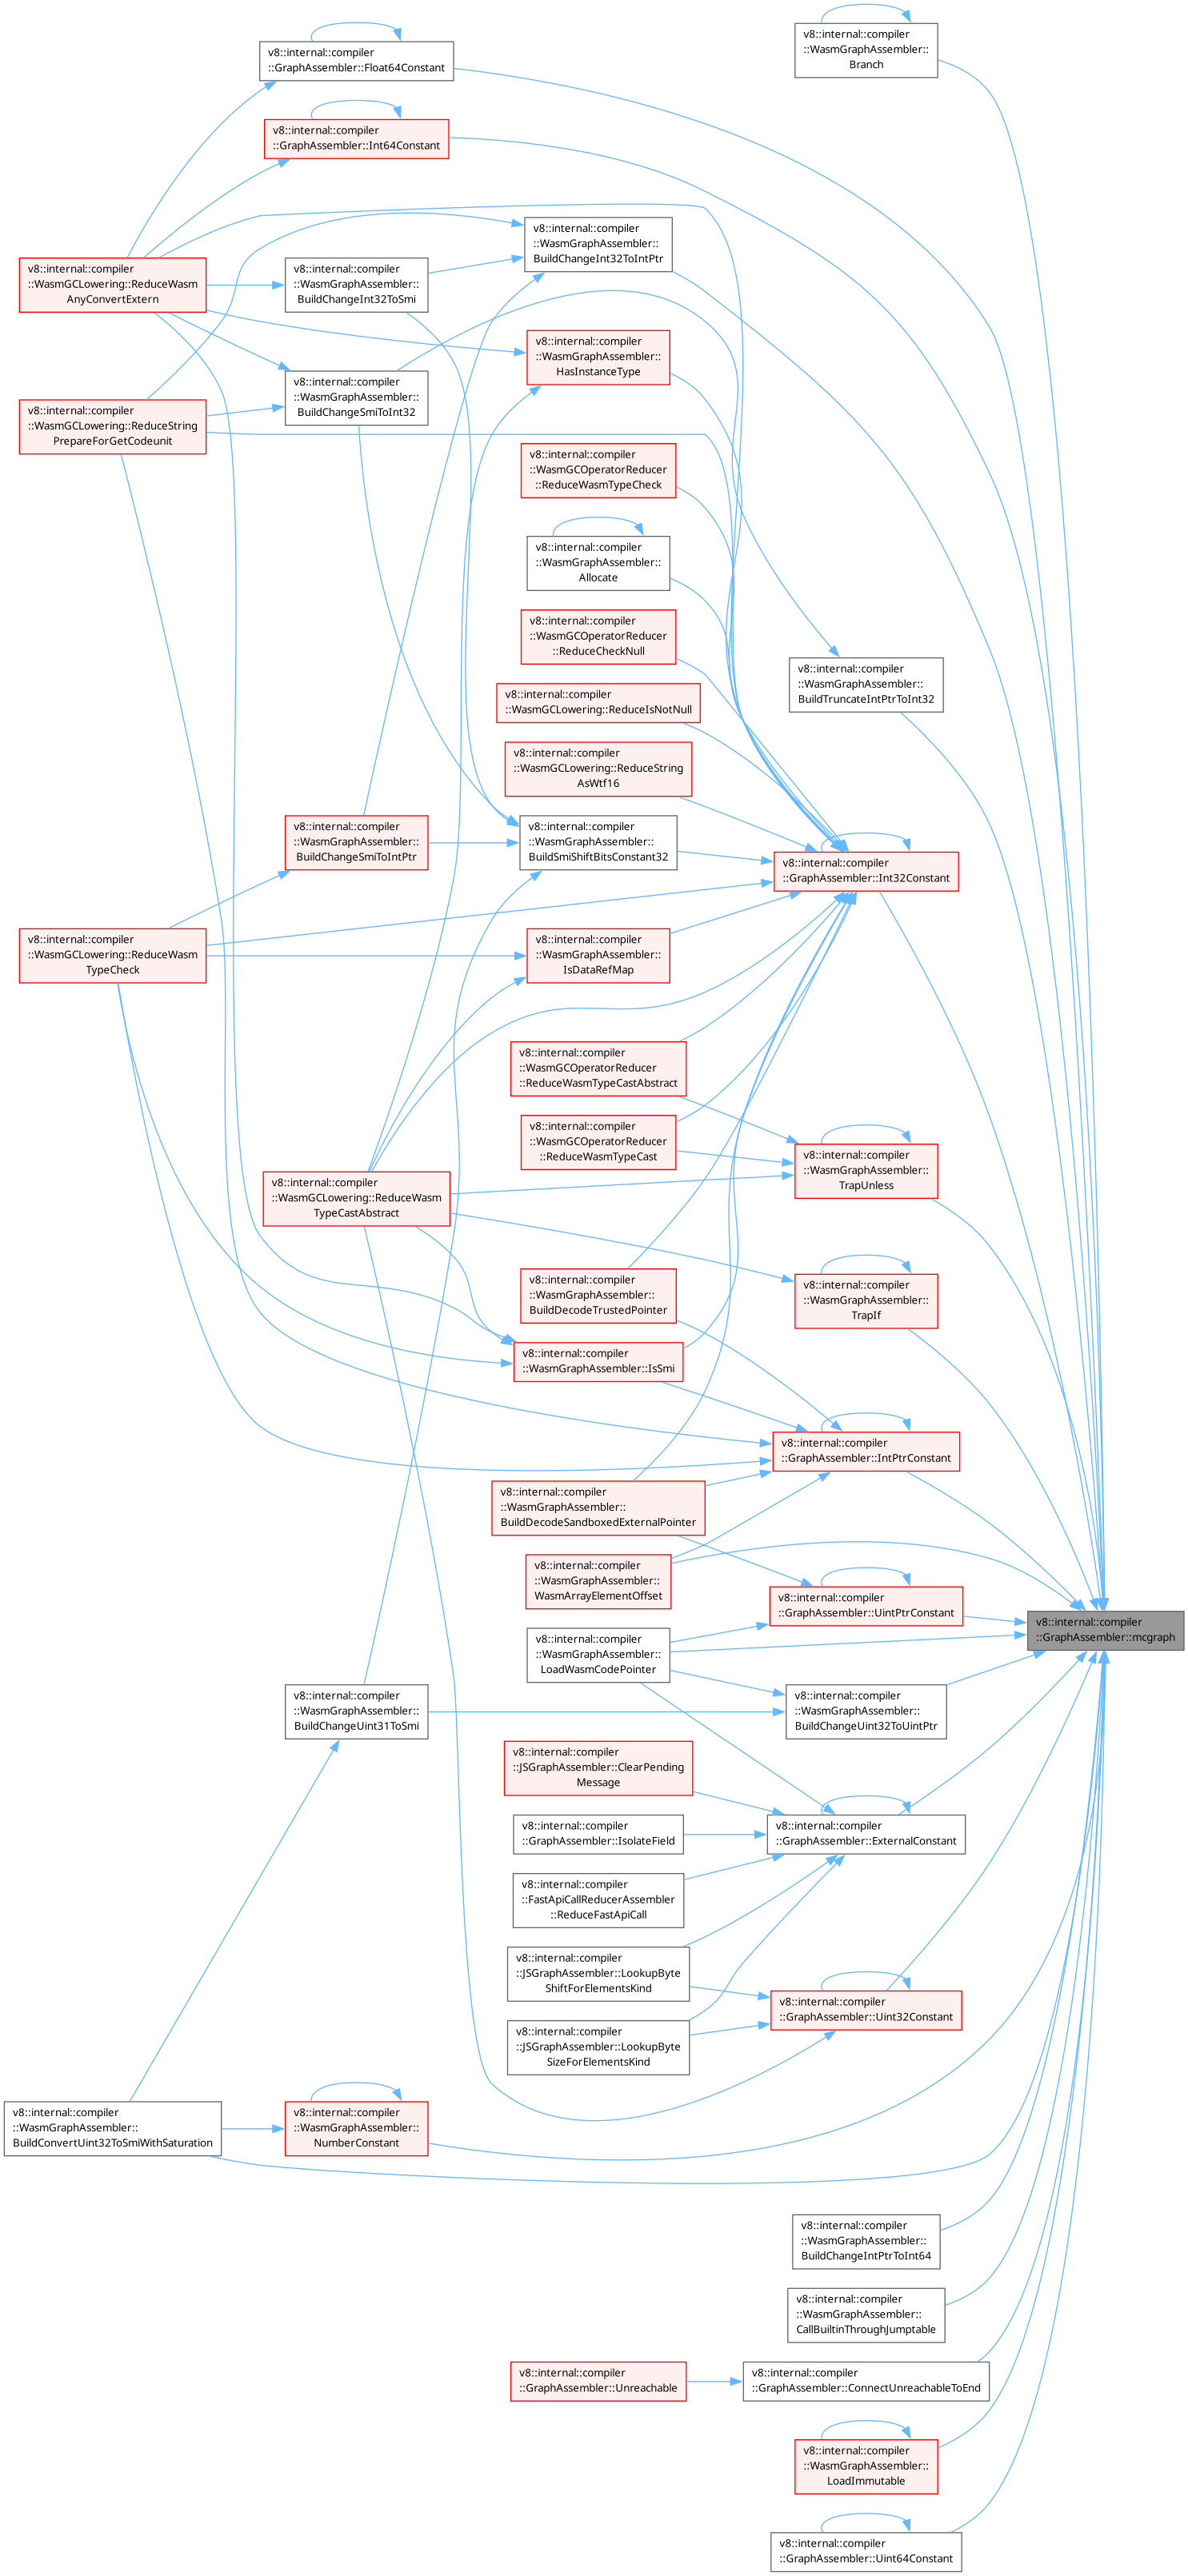 v8::internal::compiler
::GraphAssembler::Float64Constant
v8::internal::compiler
::WasmGraphAssembler::
Branch
v8::internal::compiler
::GraphAssembler::Int64Constant
v8::internal::compiler
::WasmGraphAssembler::
BuildChangeInt32ToIntPtr
v8::internal::compiler
::WasmGCLowering::ReduceWasm
AnyConvertExtern
v8::internal::compiler
::WasmGraphAssembler::
BuildChangeInt32ToSmi
v8::internal::compiler
::WasmGraphAssembler::
HasInstanceType
v8::internal::compiler
::WasmGraphAssembler::
BuildChangeSmiToInt32
v8::internal::compiler
::WasmGCLowering::ReduceString
PrepareForGetCodeunit
v8::internal::compiler
::WasmGCOperatorReducer
::ReduceWasmTypeCheck
v8::internal::compiler
::WasmGraphAssembler::
Allocate
v8::internal::compiler
::WasmGCOperatorReducer
::ReduceCheckNull
v8::internal::compiler
::WasmGraphAssembler::
BuildTruncateIntPtrToInt32
v8::internal::compiler
::WasmGCLowering::ReduceIsNotNull
v8::internal::compiler
::WasmGCLowering::ReduceString
AsWtf16
v8::internal::compiler
::WasmGraphAssembler::
BuildChangeSmiToIntPtr
v8::internal::compiler
::WasmGraphAssembler::
BuildSmiShiftBitsConstant32
v8::internal::compiler
::GraphAssembler::Int32Constant
v8::internal::compiler
::WasmGCLowering::ReduceWasm
TypeCheck
v8::internal::compiler
::WasmGraphAssembler::
IsDataRefMap
v8::internal::compiler
::WasmGCOperatorReducer
::ReduceWasmTypeCastAbstract
v8::internal::compiler
::WasmGCOperatorReducer
::ReduceWasmTypeCast
v8::internal::compiler
::WasmGraphAssembler::
TrapUnless
v8::internal::compiler
::WasmGCLowering::ReduceWasm
TypeCastAbstract
v8::internal::compiler
::WasmGraphAssembler::
BuildDecodeTrustedPointer
v8::internal::compiler
::WasmGraphAssembler::
TrapIf
v8::internal::compiler
::WasmGraphAssembler::IsSmi
v8::internal::compiler
::GraphAssembler::IntPtrConstant
v8::internal::compiler
::WasmGraphAssembler::
BuildDecodeSandboxedExternalPointer
v8::internal::compiler
::WasmGraphAssembler::
WasmArrayElementOffset
v8::internal::compiler
::GraphAssembler::UintPtrConstant
v8::internal::compiler
::GraphAssembler::mcgraph
v8::internal::compiler
::WasmGraphAssembler::
LoadWasmCodePointer
v8::internal::compiler
::WasmGraphAssembler::
BuildChangeUint31ToSmi
v8::internal::compiler
::WasmGraphAssembler::
BuildChangeUint32ToUintPtr
v8::internal::compiler
::JSGraphAssembler::ClearPending
Message
v8::internal::compiler
::GraphAssembler::IsolateField
v8::internal::compiler
::GraphAssembler::ExternalConstant
v8::internal::compiler
::FastApiCallReducerAssembler
::ReduceFastApiCall
v8::internal::compiler
::JSGraphAssembler::LookupByte
ShiftForElementsKind
v8::internal::compiler
::GraphAssembler::Uint32Constant
v8::internal::compiler
::JSGraphAssembler::LookupByte
SizeForElementsKind
v8::internal::compiler
::WasmGraphAssembler::
BuildConvertUint32ToSmiWithSaturation
v8::internal::compiler
::WasmGraphAssembler::
NumberConstant
v8::internal::compiler
::WasmGraphAssembler::
BuildChangeIntPtrToInt64
v8::internal::compiler
::WasmGraphAssembler::
CallBuiltinThroughJumptable
v8::internal::compiler
::GraphAssembler::Unreachable
v8::internal::compiler
::GraphAssembler::ConnectUnreachableToEnd
v8::internal::compiler
::WasmGraphAssembler::
LoadImmutable
v8::internal::compiler
::GraphAssembler::Uint64Constant